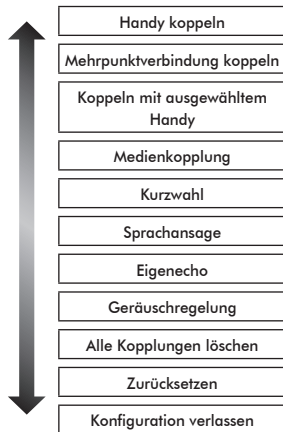 Handy koppeln
Mehrpunktverbindung koppeln
Koppeln mit ausgewähltem
Handy
Medienkopplung
Kurzwahl
Sprachansage
Eigenecho
Geräuschregelung
Alle Kopplungen löschen
Zurücksetzen
Konfiguration verlassen